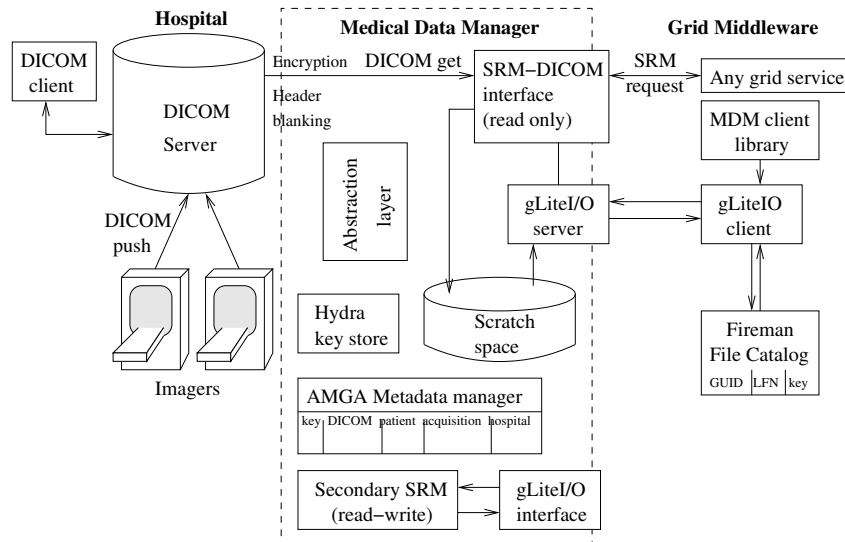 Hospital
Medical Data Manager
Grid Middleware
DICOM
client
DICOM
Server
Encryption
Header
blanking
DICOM get
SRM−DICOM
interface
(read only)
SRM
request
Any grid service
MDM client
library
DICOM
push
Abstraction
layer
gLiteI/O
server
gLiteIO
client
Imagers
Hydra
key store
Scratch
space
Fireman
File Catalog
GUID LFN key
AMGA Metadata manager
key DICOM patient acquisition hospital
Secondary SRM
(read−write)
gLiteI/O
interface